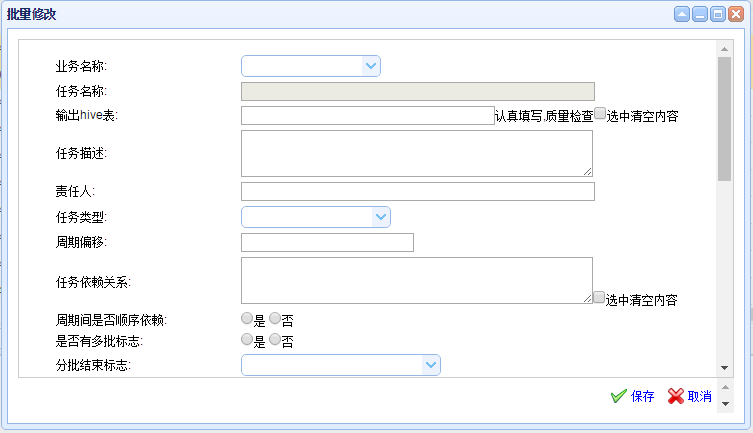 批量修改
业务名称:
任务名称:
输出hive表: 认真填写,质量检查 选中清空内容
任务描述:
责任人:
任务类型:
周期偏移:
任务依赖关系: 选中清空内容
周期间是否顺序依赖: 是 否
是否有多批标志: 是 否
分批结束标志:
保存 取消